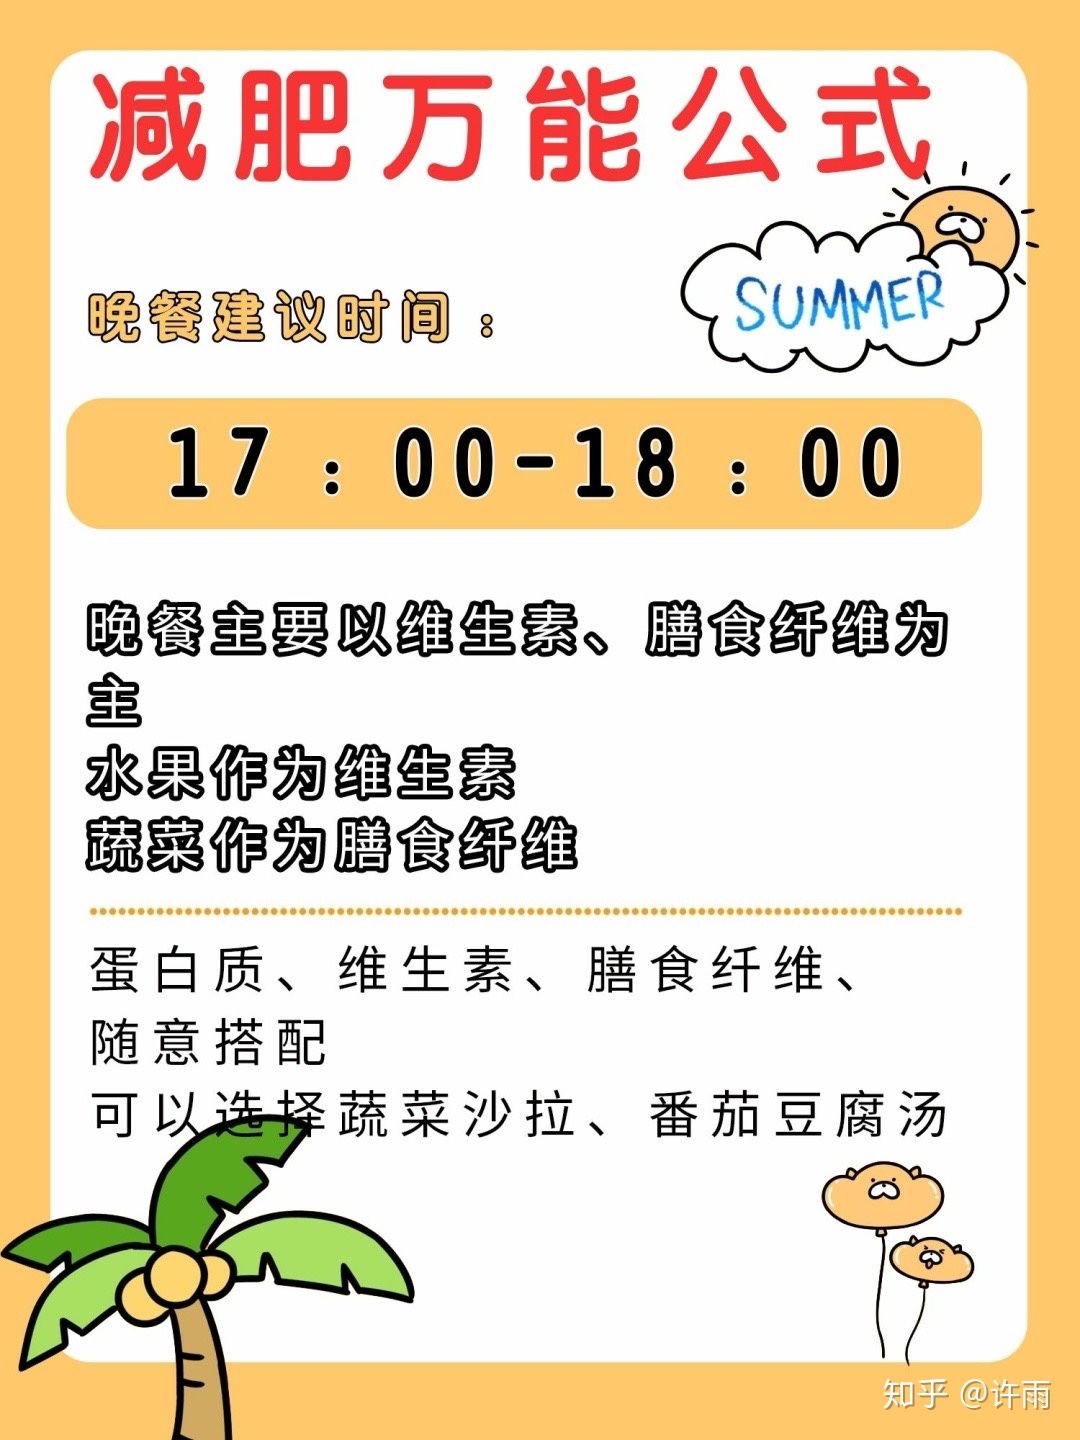 减肥万能公式
SUMMER
晚餐建议时间：
17：00-18：00
晚餐主要以维生素、膳食纤维为
主
水果作为维生素
蔬菜作为膳食纤维
蛋白质、维生素、膳食纤维、
随意搭配
可以选择蔬菜沙拉、番茄豆腐汤
知乎 @许雨